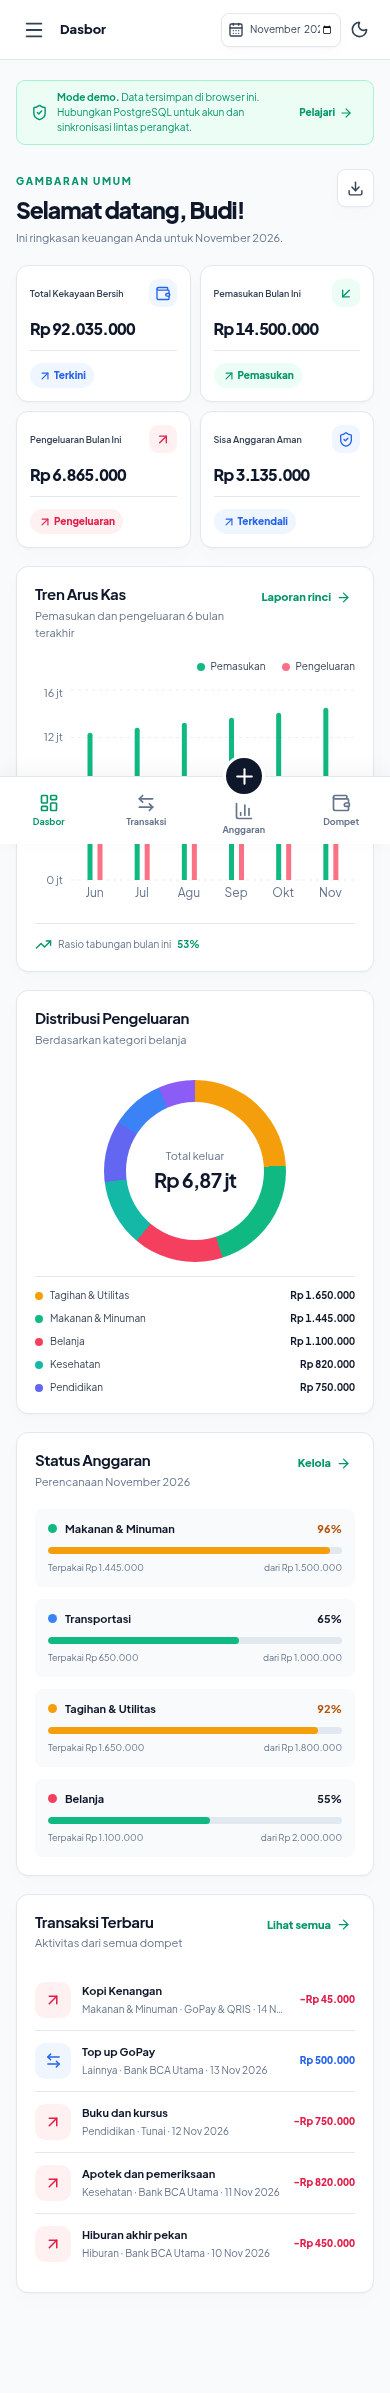 Dasbor
November 202
Mode demo. Data tersimpan di browser ini.
Hubungkan PostgreSQL untuk akun dan
sinkronisasi lintas perangkat.
Pelajari
GAMBARAN UMUM
Selamat datang, Budi!
Ini ringkasan keuangan Anda untuk November 2026.
Total Kekayaan Bersih
Rp 92.035.000
Terkini
Pemasukan Bulan Ini
Rp 14.500.000
Pemasukan
Pengeluaran Bulan Ini
Rp 6.865.000
Pengeluaran
Sisa Anggaran Aman
Rp 3.135.000
Terkendali
Tren Arus Kas
Pemasukan dan pengeluaran 6 bulan
terakhir
Laporan rinci
Pemasukan
Pengeluaran
16 jt
12 jt
Dasbor
Transaksi
Anggaran
Dompet
0 jt
Jun
Jul
Agu
Sep
Okt
Nov
Rasio tabungan bulan ini 53%
Distribusi Pengeluaran
Berdasarkan kategori belanja
Total keluar
Rp 6,87 jt
Tagihan & Utilitas Rp 1.650.000
Makanan & Minuman Rp 1.445.000
Belanja Rp 1.100.000
Kesehatan Rp 820.000
Pendidikan Rp 750.000
Status Anggaran
Perencanaan November 2026
Kelola
Makanan & Minuman 96%
Terpakai Rp 1.445.000 dari Rp 1.500.000
Transportasi 65%
Terpakai Rp 650.000 dari Rp 1.000.000
Tagihan & Utilitas 92%
Terpakai Rp 1.650.000 dari Rp 1.800.000
Belanja 55%
Terpakai Rp 1.100.000 dari Rp 2.000.000
Transaksi Terbaru
Aktivitas dari semua dompet
Lihat semua
Kopi Kenangan
Makanan & Minuman · GoPay & QRIS · 14 N...
−Rp 45.000
Top up GoPay
Lainnya · Bank BCA Utama · 13 Nov 2026
Rp 500.000
Buku dan kursus
Pendidikan · Tunai · 12 Nov 2026
−Rp 750.000
Apotek dan pemeriksaan
Kesehatan · Bank BCA Utama · 11 Nov 2026
−Rp 820.000
Hiburan akhir pekan
Hiburan · Bank BCA Utama · 10 Nov 2026
−Rp 450.000